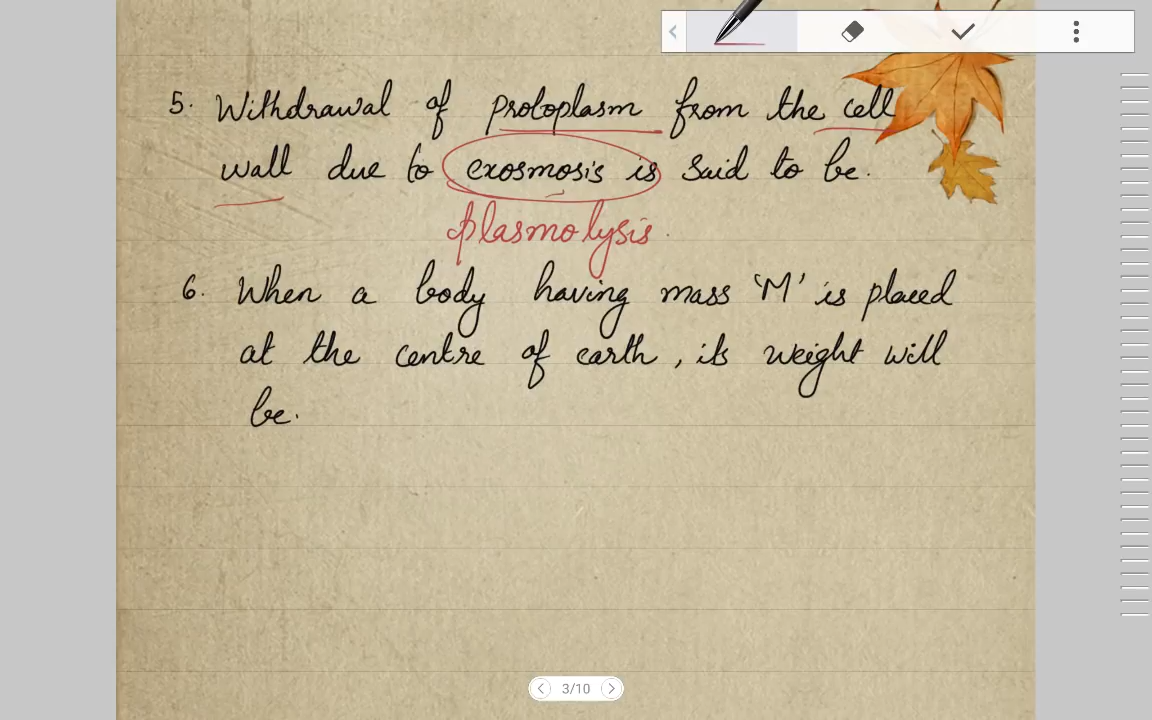 5. Withdrawal of protoplasm from the cell
wall due to exosmosis is said to be.
plasmolysis.
6. When a body having mass 'M' is placed
at the centre of earth, its weight will
be.
3/10